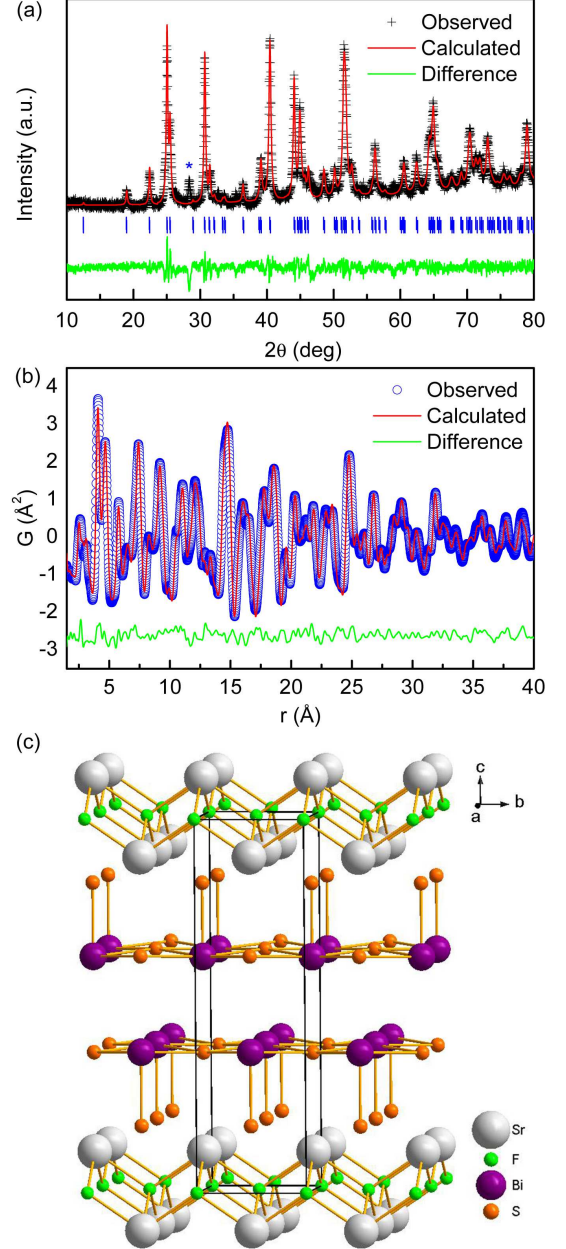 (a)
Observed
Calculated
Difference
Intensity (a.u.)
*
10 20 30 40 50 60 70 80
2θ (deg)
(b)
4
3
2
1
0
-1
-2
-3
Observed
Calculated
Difference
G (Å²)
5 10 15 20 25 30 35 40
r (Å)
(c)
c
b
a
Sr
F
Bi
S